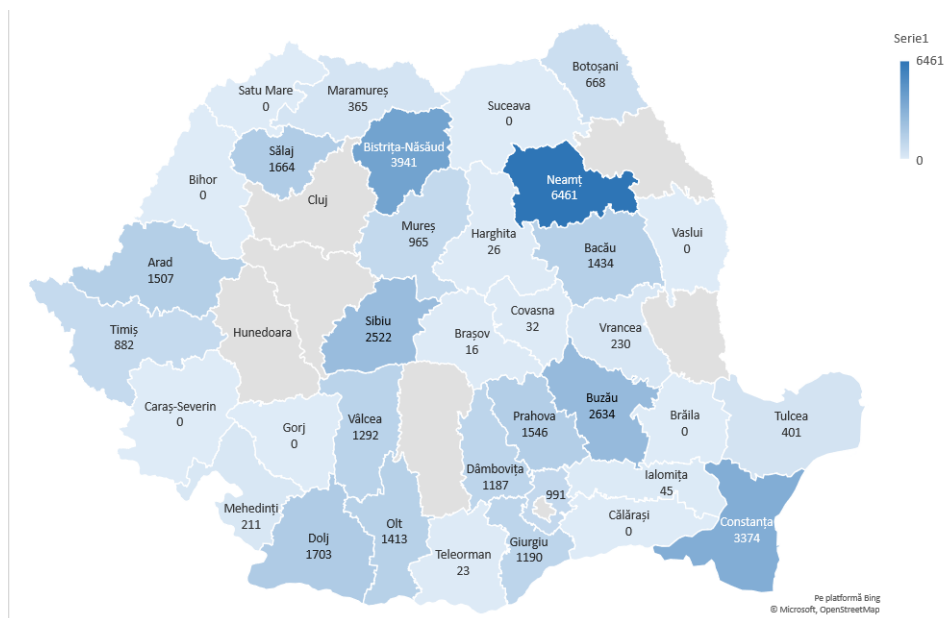 Serie1
6461
0
Botoșani
668
Satu Mare
0
Maramureș
365
Suceava
0
Sălaj
1664
Bistrița-Năsăud
3941
Neamț
6461
Bihor
0
Cluj
Mureș
965
Harghita
26
Bacău
1434
Vaslui
0
Arad
1507
Timiș
882
Hunedoara
Sibiu
2522
Brașov
16
Covasna
32
Vrancea
230
Caraș-Severin
0
Gorj
0
Vâlcea
1292
Prahova
1546
Buzău
2634
Brăila
0
Tulcea
401
Dâmbovița
1187
991
Ialomița
45
Mehedinți
211
Dolj
1703
Olt
1413
Teleorman
23
Giurgiu
1190
Călărași
0
Constanța
3374
Pe platformă Bing
© Microsoft, OpenStreetMap